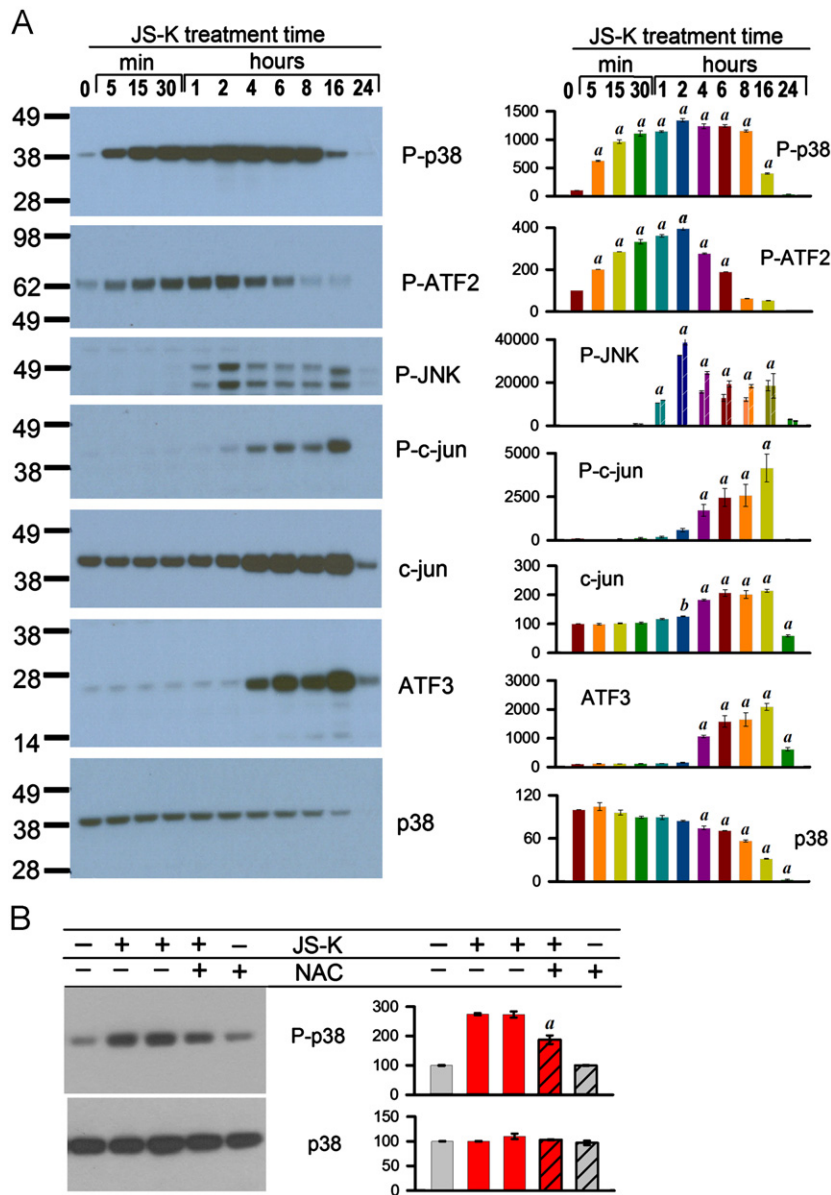 A
JS-K treatment time
min hours
0 5 15 30 1 2 4 6 8 16 24
49
38
28
P-p38
98
62
49
P-ATF2
49
P-JNK
49
38
P-c-jun
49
38
c-jun
38
28
14
ATF3
49
38
28
p38
JS-K treatment time
min hours
0 5 15 30 1 2 4 6 8 16 24
1500
1000
500
0
a a a a a a a a a a
P-p38
400
200
0
a a a a a a a
P-ATF2
40000
20000
0
P-JNK
a a a a a a
5000
2500
0
P-c-jun
a a a a
300
200
100
0
c-jun
b a a a a a
3000
2000
1000
0
ATF3
a a a a a
120
60
0
a a a a a
p38
B
– + + + – JS-K – + + + –
– – – + + NAC – – – + +
P-p38
300
200
100
0
a
p38
150
100
50
0